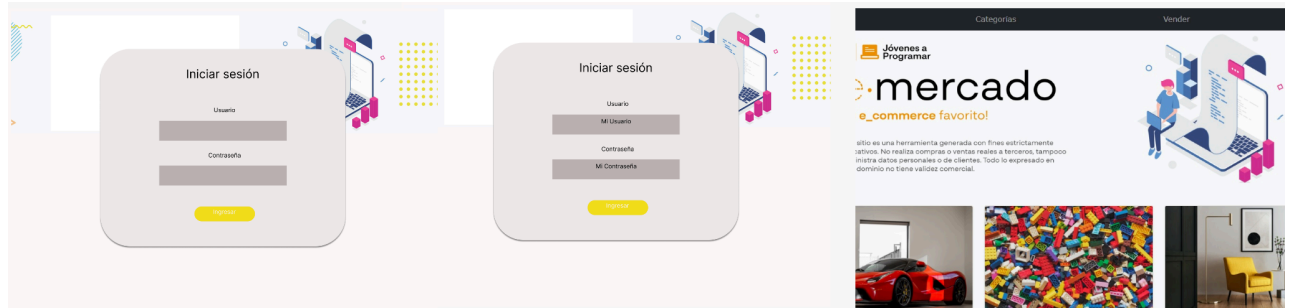 Iniciar sesión
Usuario
Contraseña
Ingresar
Iniciar sesión
Usuario
Mi Usuario
Contraseña
Mi Contraseña
Ingresar
Categorías
Vender
Jóvenes a
Programar
e·mercado
e_commerce favorito!
sitio es una herramienta generada con fines estrictamente
cativos. No realiza compras o ventas reales a terceros, tampoco
inistra datos personales o de clientes. Todo lo expresado en
dominio no tiene validez comercial.